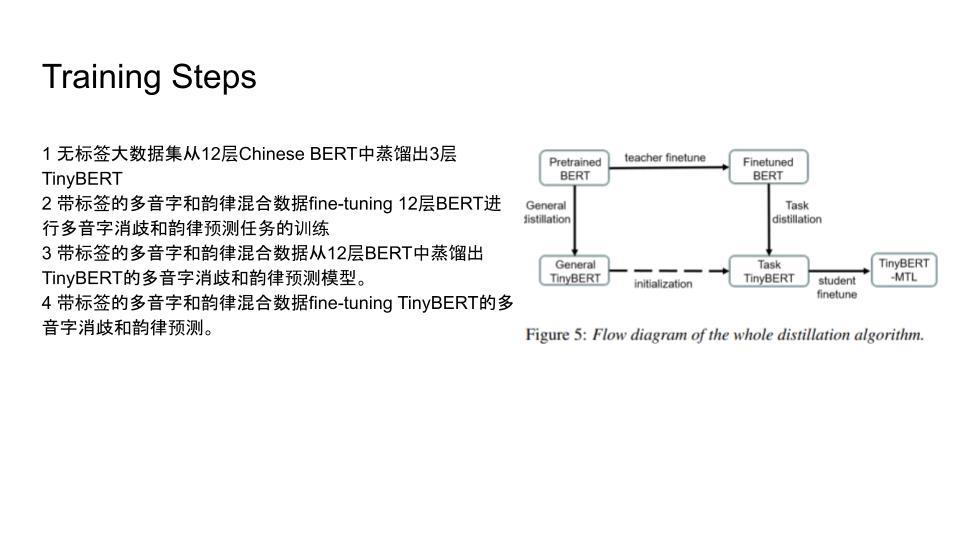 Training Steps
1 无标签大数据集从12层Chinese BERT中蒸馏出3层
TinyBERT
2 带标签的多音字和韵律混合数据fine-tuning 12层BERT进
行多音字消歧和韵律预测任务的训练
3 带标签的多音字和韵律混合数据从12层BERT中蒸馏出
TinyBERT的多音字消歧和韵律预测模型。
4 带标签的多音字和韵律混合数据fine-tuning TinyBERT的多
音字消歧和韵律预测。
Pretrained
BERT
teacher finetune
Finetuned
BERT
General
distillation
Task
distillation
General
TinyBERT
initialization
Task
TinyBERT
student
finetune
TinyBERT
-MTL
Figure 5: Flow diagram of the whole distillation algorithm.